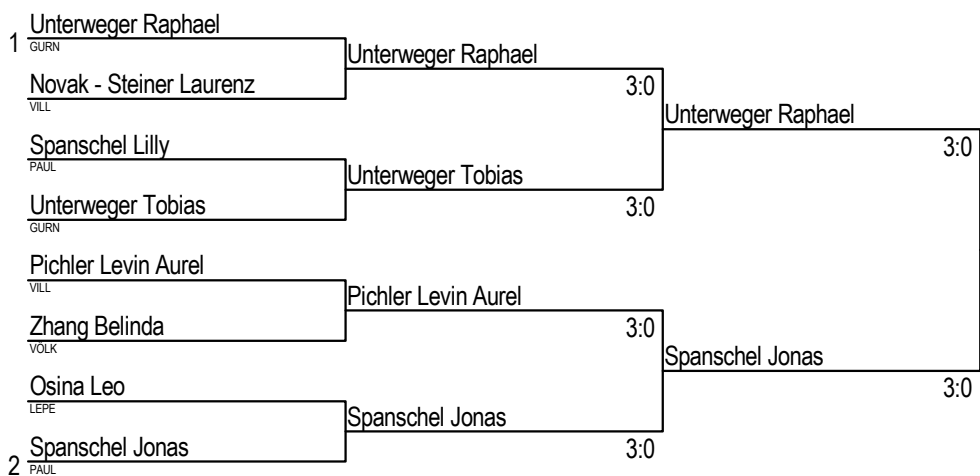 1 Unterweger Raphael
GURN
Novak - Steiner Laurenz
VILL
Spanschel Lilly
PAUL
Unterweger Tobias
GURN
Pichler Levin Aurel
VILL
Zhang Belinda
VÖLK
Osina Leo
LEPE
2 Spanschel Jonas
PAUL
Unterweger Raphael
3:0
Unterweger Tobias
3:0
Pichler Levin Aurel
3:0
Spanschel Jonas
3:0
Unterweger Raphael
3:0
Spanschel Jonas
3:0